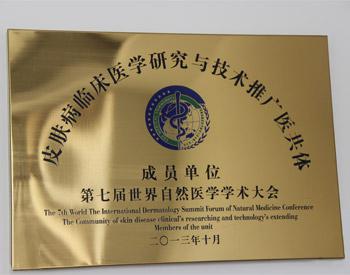 皮肤病临床医学研究与技术推广医共体
成员单位
第七届世界自然医学学术大会
The 7th World The International Dermatology Summit Forum of Natural Medicine Conference
The Community of skin disease clinical's researching and technology's extending
Members of the unit
二〇一三年十月